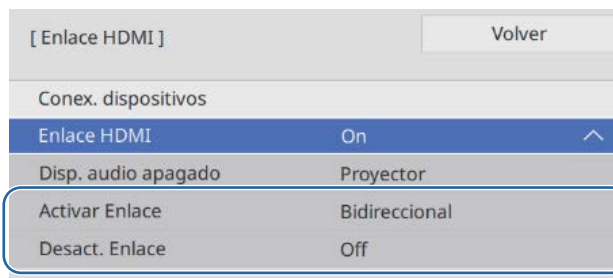 [ Enlace HDMI ] Volver
Conex. dispositivos
Enlace HDMI On
Disp. audio apagado Proyector
Activar Enlace Bidireccional
Desact. Enlace Off